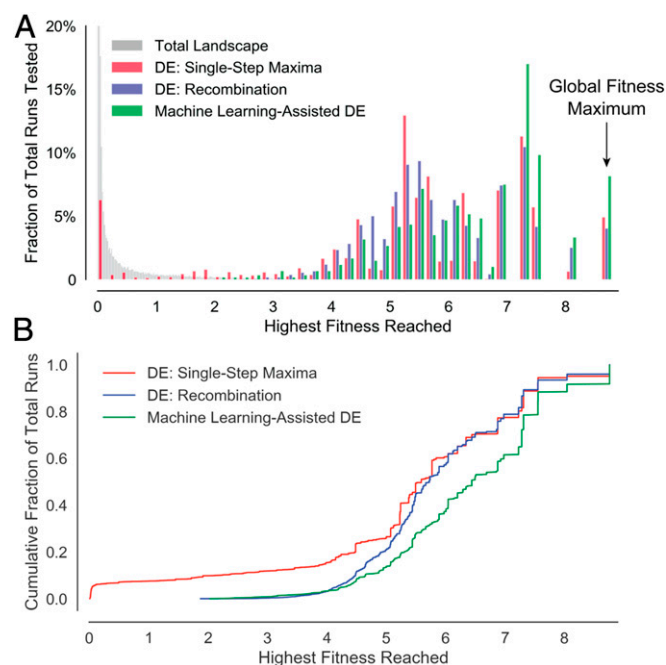 A
Fraction of Total Runs Tested
20%
10%
5%
0
Total Landscape
DE: Single-Step Maxima
DE: Recombination
Machine Learning-Assisted DE
Global Fitness
Maximum
0 1 2 3 4 5 6 7 8
Highest Fitness Reached
B
Cumulative Fraction of Total Runs
1.0
0.8
0.6
0.4
0.2
0.0
DE: Single-Step Maxima
DE: Recombination
Machine Learning-Assisted DE
0 1 2 3 4 5 6 7 8
Highest Fitness Reached